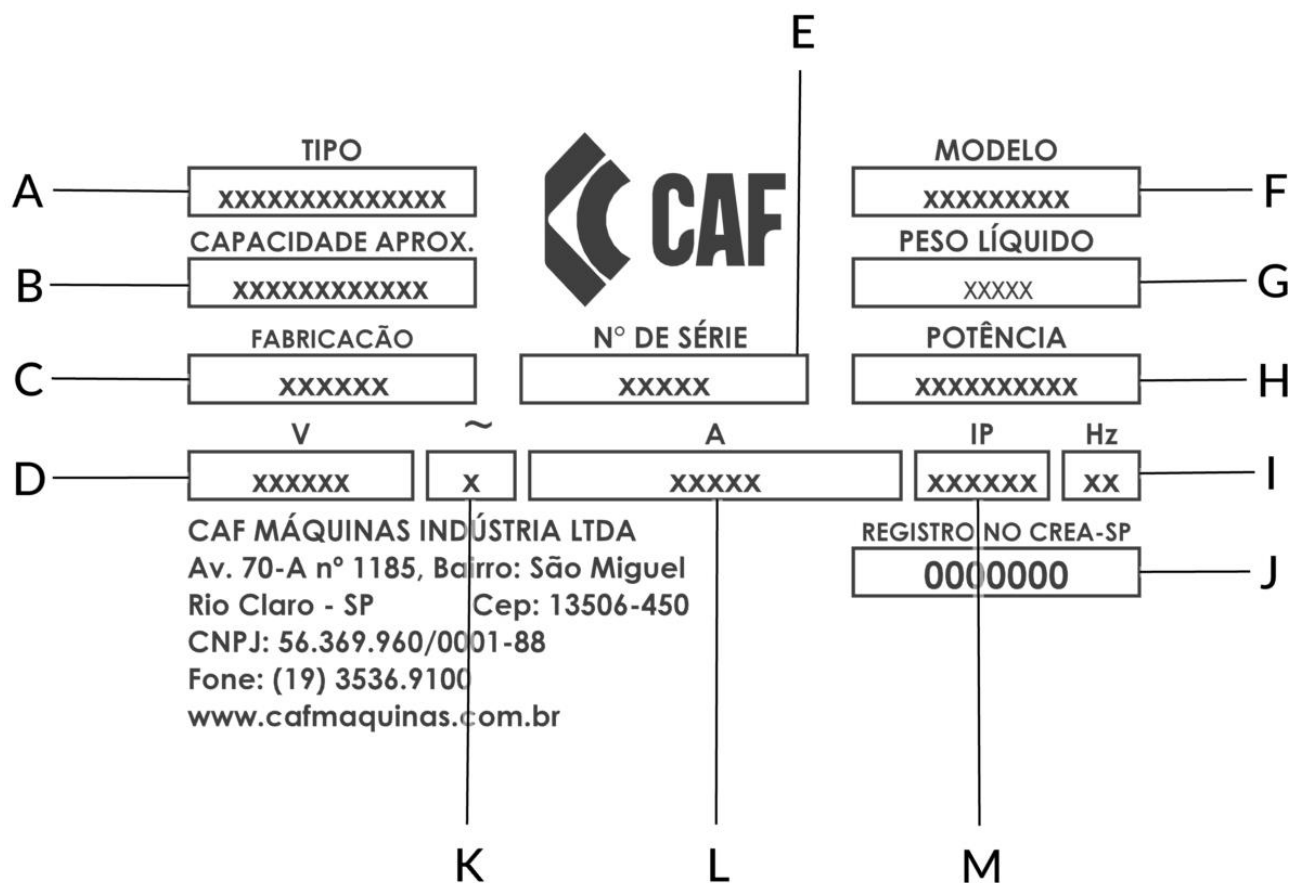 E
TIPO
MODELO
A
xxxxxxxxxxxxxx
CAF
xxxxxxxxx
F
CAPACIDADE APROX.
PESO LÍQUIDO
B
xxxxxxxxxxxx
XXXXX
G
FABRICACÃO
N° DE SÉRIE
POTÊNCIA
C
xxxxxx
xxxxx
xxxxxxxxxx
H
V
~
A
IP
Hz
D
xxxxxx
x
xxxxx
xxxxxx
xx
I
CAF MÁQUINAS INDÚSTRIA LTDA
REGISTRO NO CREA-SP
Av. 70-A nº 1185, Bairro: São Miguel
0000000
J
Rio Claro - SP Cep: 13506-450
CNPJ: 56.369.960/0001-88
Fone: (19) 3536.9100
www.cafmaquinas.com.br
K
L
M